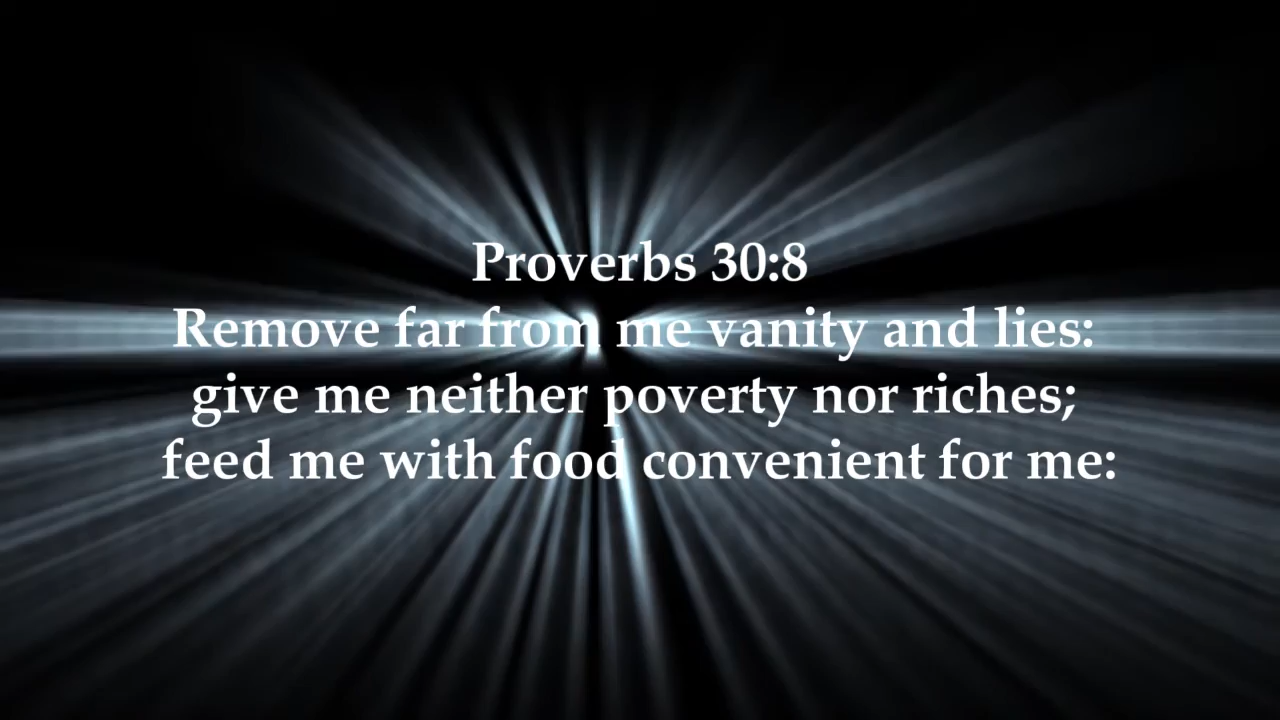 Proverbs 30:8
Remove far from me vanity and lies:
give me neither poverty nor riches;
feed me with food convenient for me: